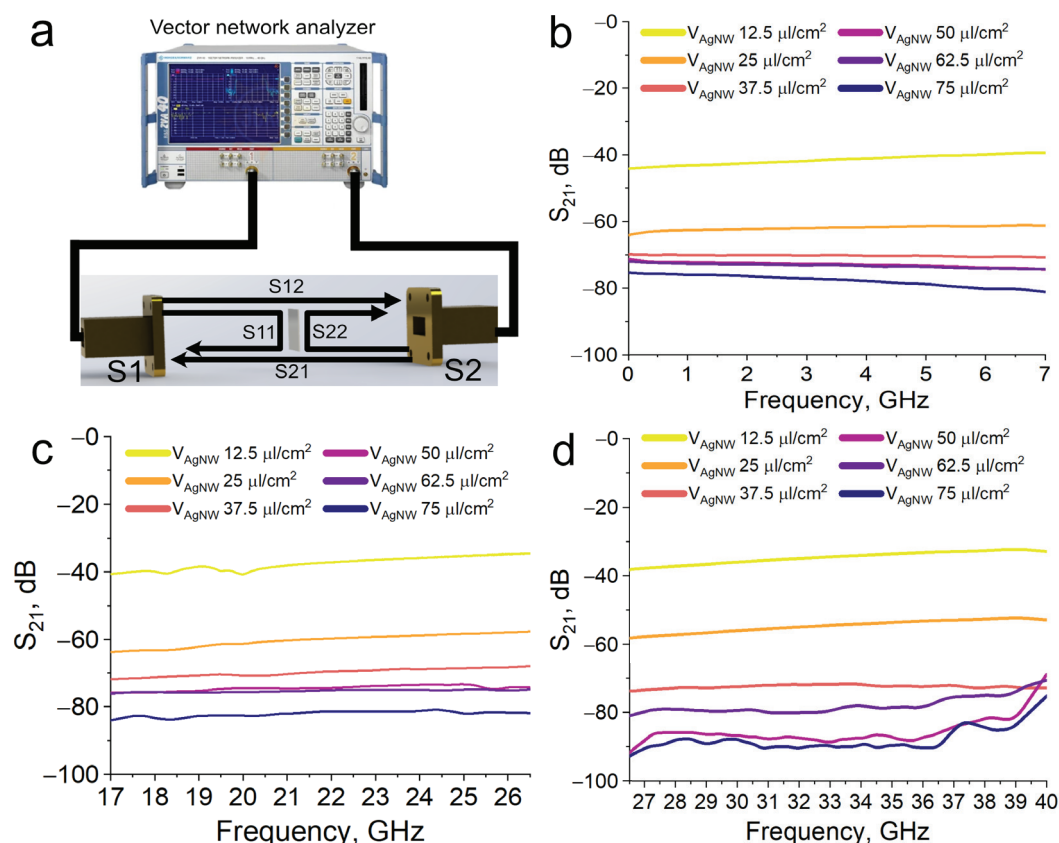 a
Vector network analyzer
ZVA 40
S12
S11
S22
S21
S1
S2
b
V_AgNW 12.5 μl/cm²
V_AgNW 50 μl/cm²
V_AgNW 25 μl/cm²
V_AgNW 62.5 μl/cm²
V_AgNW 37.5 μl/cm²
V_AgNW 75 μl/cm²
S₂₁, dB
−0
−20
−40
−60
−80
−100
0 1 2 3 4 5 6 7
Frequency, GHz
c
V_AgNW 12.5 μl/cm²
V_AgNW 50 μl/cm²
V_AgNW 25 μl/cm²
V_AgNW 62.5 μl/cm²
V_AgNW 37.5 μl/cm²
V_AgNW 75 μl/cm²
S₂₁, dB
−0
−20
−40
−60
−80
−100
17 18 19 20 21 22 23 24 25 26
Frequency, GHz
d
V_AgNW 12.5 μl/cm²
V_AgNW 50 μl/cm²
V_AgNW 25 μl/cm²
V_AgNW 62.5 μl/cm²
V_AgNW 37.5 μl/cm²
V_AgNW 75 μl/cm²
S₂₁, dB
−0
−20
−40
−60
−80
−100
27 28 29 30 31 32 33 34 35 36 37 38 39 40
Frequency, GHz